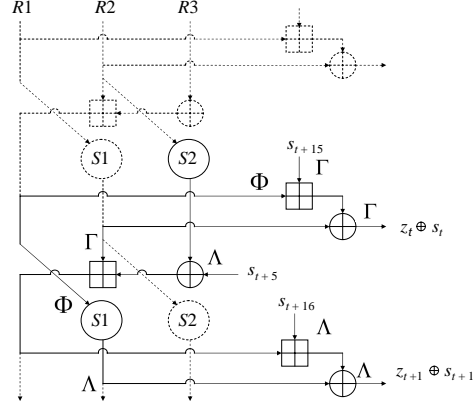 R1 R2 R3
S1 S2
s_{t+15} Γ
Φ Γ
z_t ⊕ s_t
Γ Λ
s_{t+5}
Φ S1 S2
s_{t+16} Λ
Λ Λ z_{t+1} ⊕ s_{t+1}